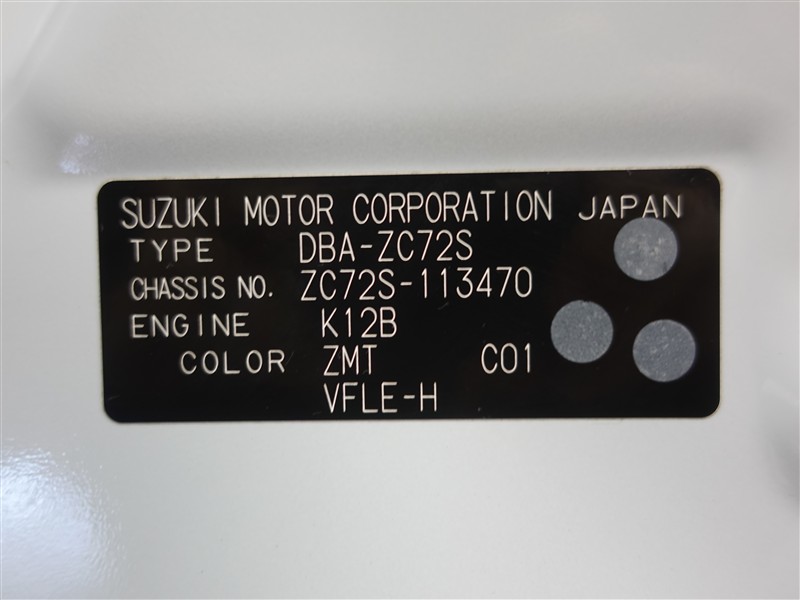 SUZUKI MOTOR CORPORATION JAPAN
TYPE DBA-ZC72S
CHASSIS NO. ZC72S-113470
ENGINE K12B
COLOR ZMT C01
VFLE-H